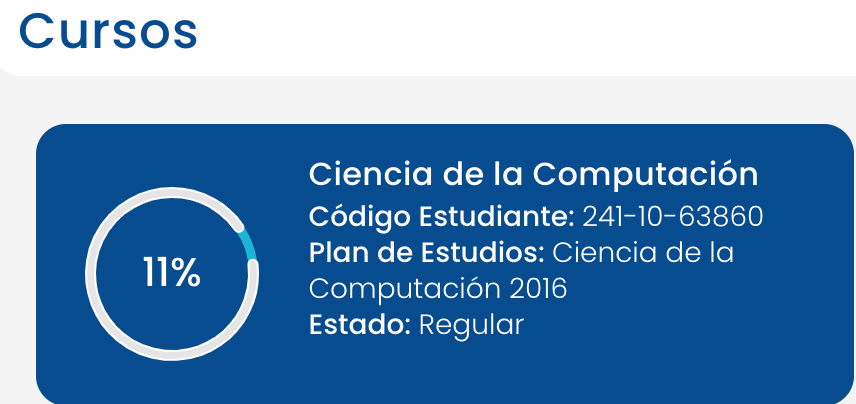 Cursos
11%
Ciencia de la Computación
Código Estudiante: 241-10-63860
Plan de Estudios: Ciencia de la
Computación 2016
Estado: Regular